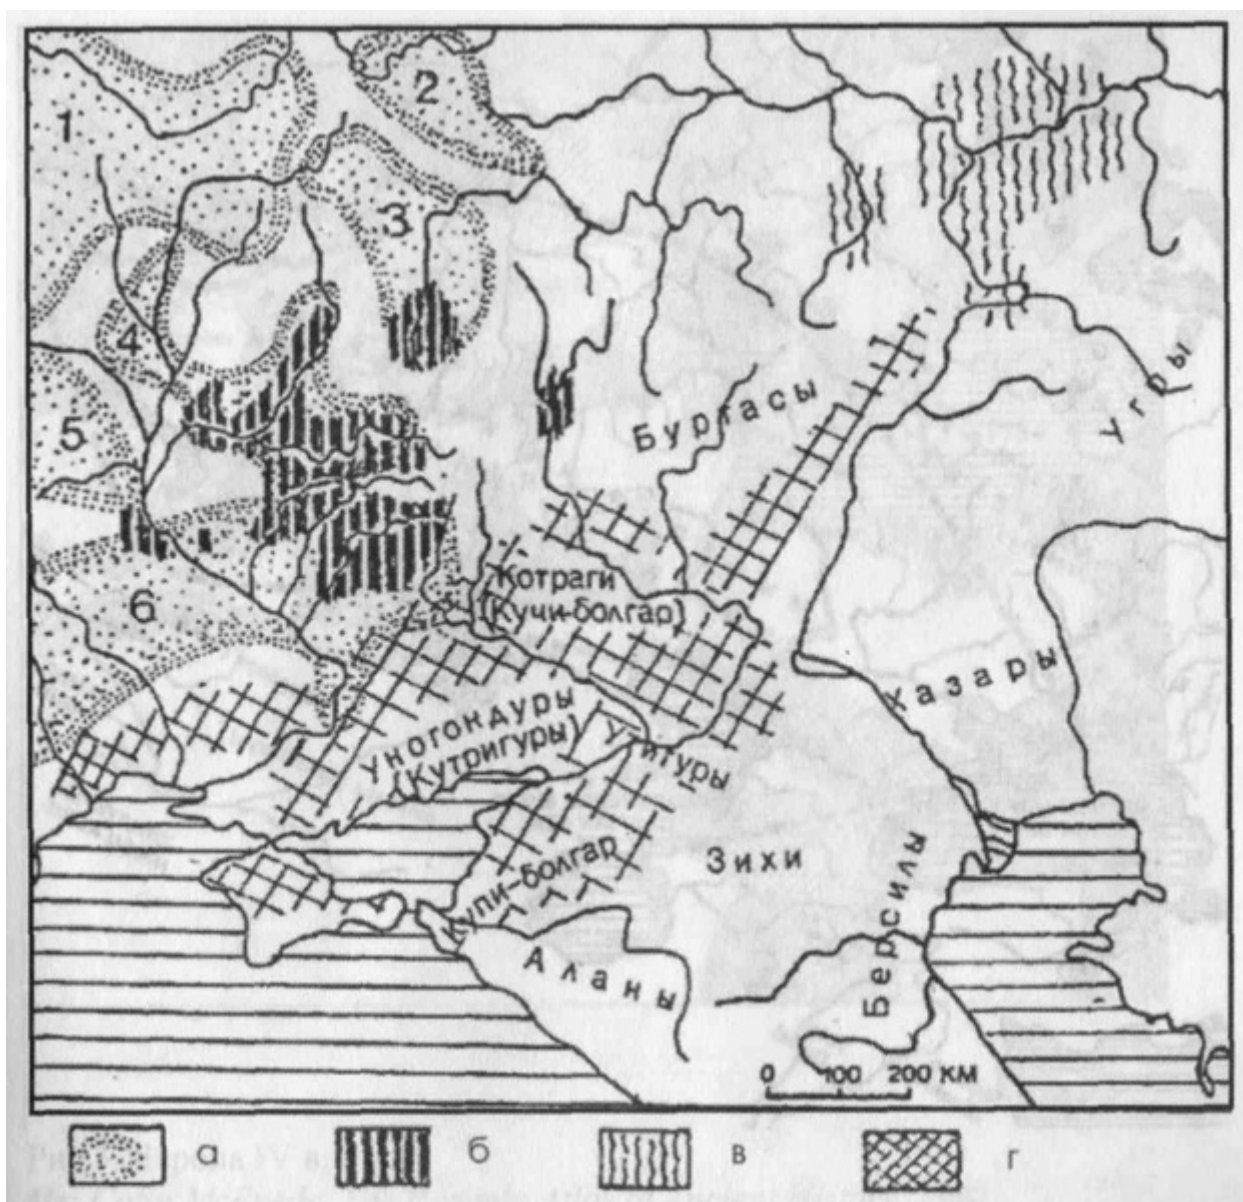 1
2
3
4
5
6
Буртасы
Угры
Котраги
(Кучи-болгар)
Хазары
Уногондуры
(Кутригуры)
Утигуры
Купи-болгар
Зихи
Берсилы
Аланы
0 100 200 КМ
а б в г